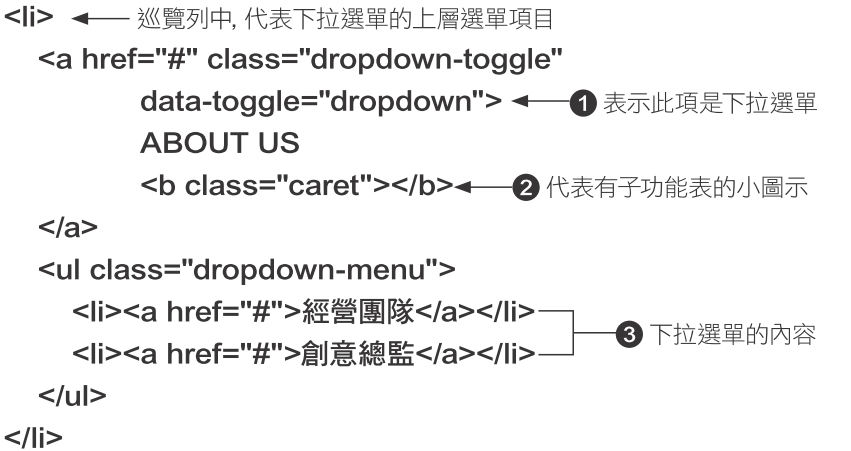 <li> 巡覽列中, 代表下拉選單的上層選單項目
<a href="#" class="dropdown-toggle"
data-toggle="dropdown"> ❶ 表示此項是下拉選單
ABOUT US
<b class="caret"></b> ❷ 代表有子功能表的小圖示
</a>
<ul class="dropdown-menu">
<li><a href="#">經營團隊</a></li>
❸ 下拉選單的內容
<li><a href="#">創意總監</a></li>
</ul>
</li>